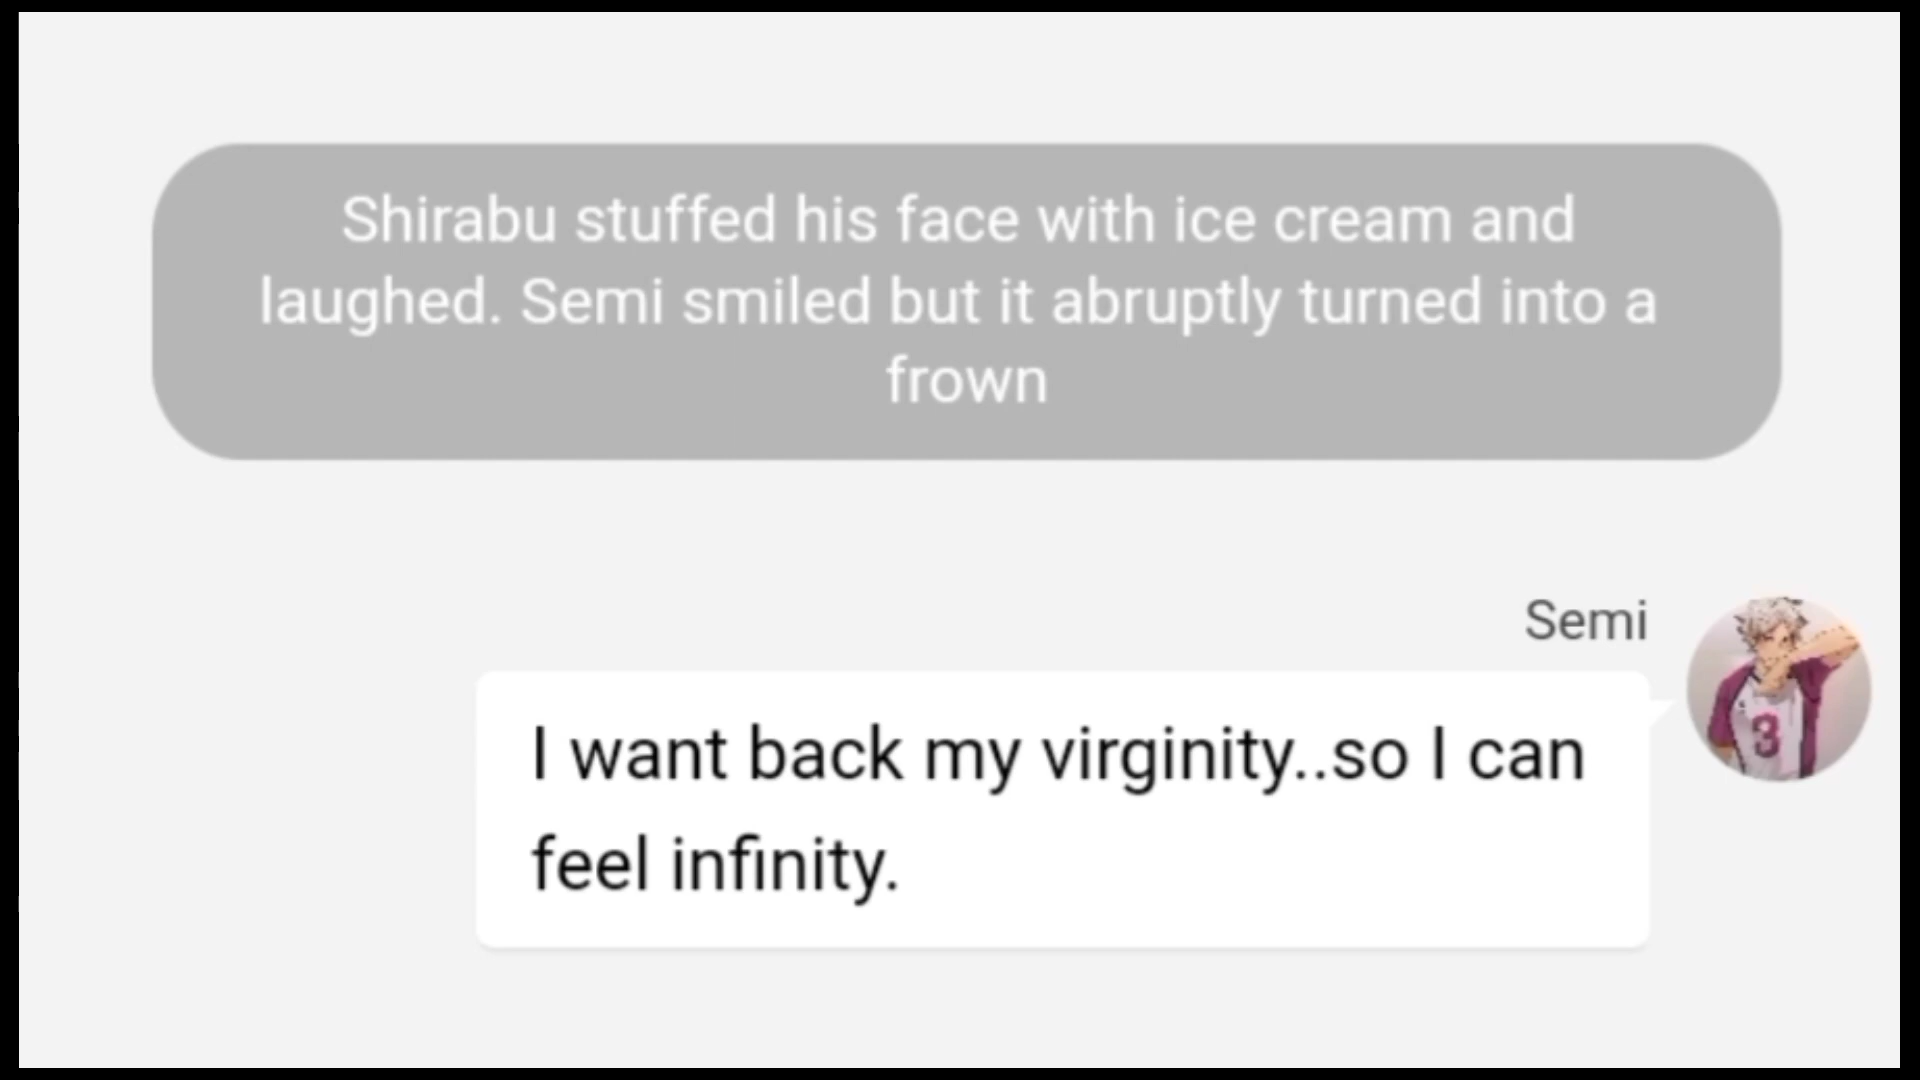 Shirabu stuffed his face with ice cream and
laughed. Semi smiled but it abruptly turned into a
frown
Semi
3
I want back my virginity..so I can
feel infinity.